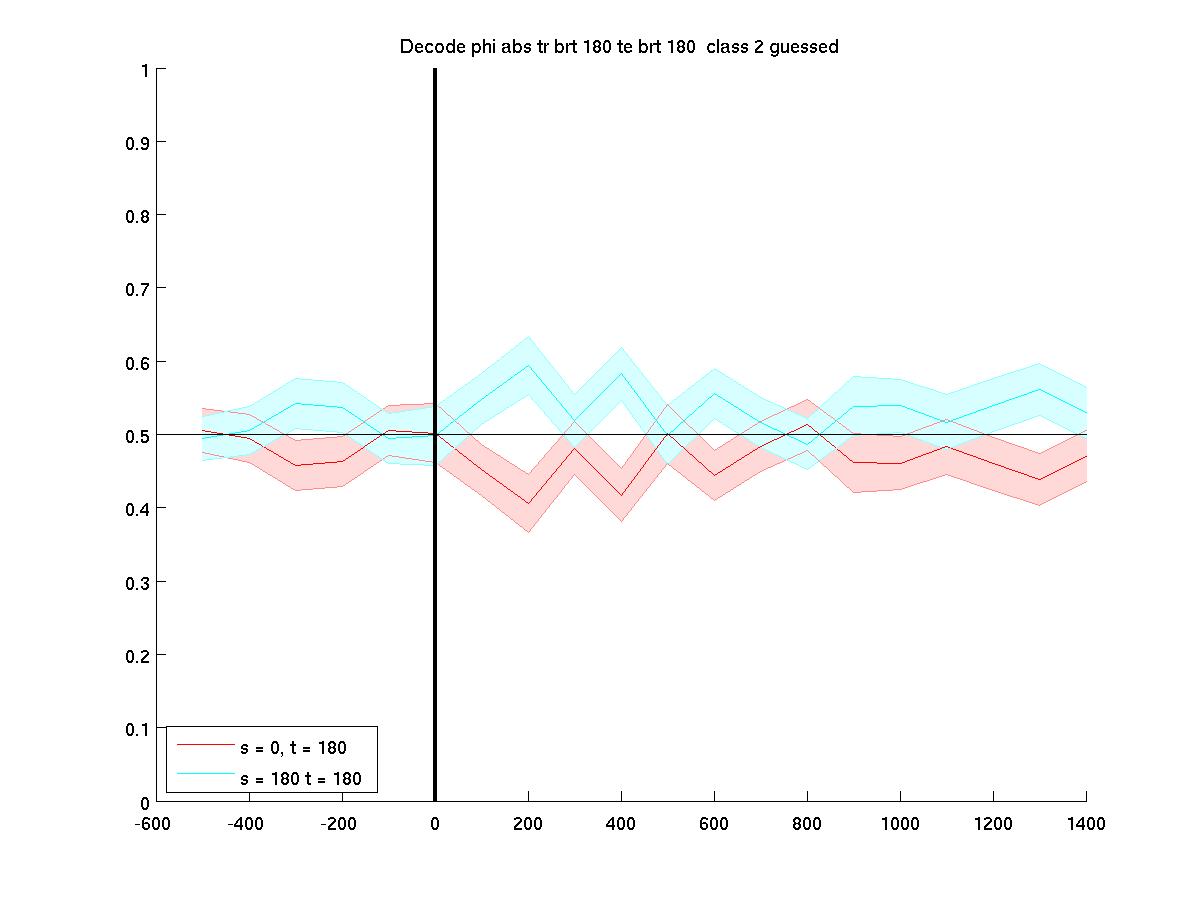 Decode phi abs tr brt 180 te brt 180  class 2 guessed
1
0.9
0.8
0.7
0.6
0.5
0.4
0.3
0.2
0.1
0
s = 0, t = 180
s = 180 t = 180
-600 -400 -200 0 200 400 600 800 1000 1200 1400